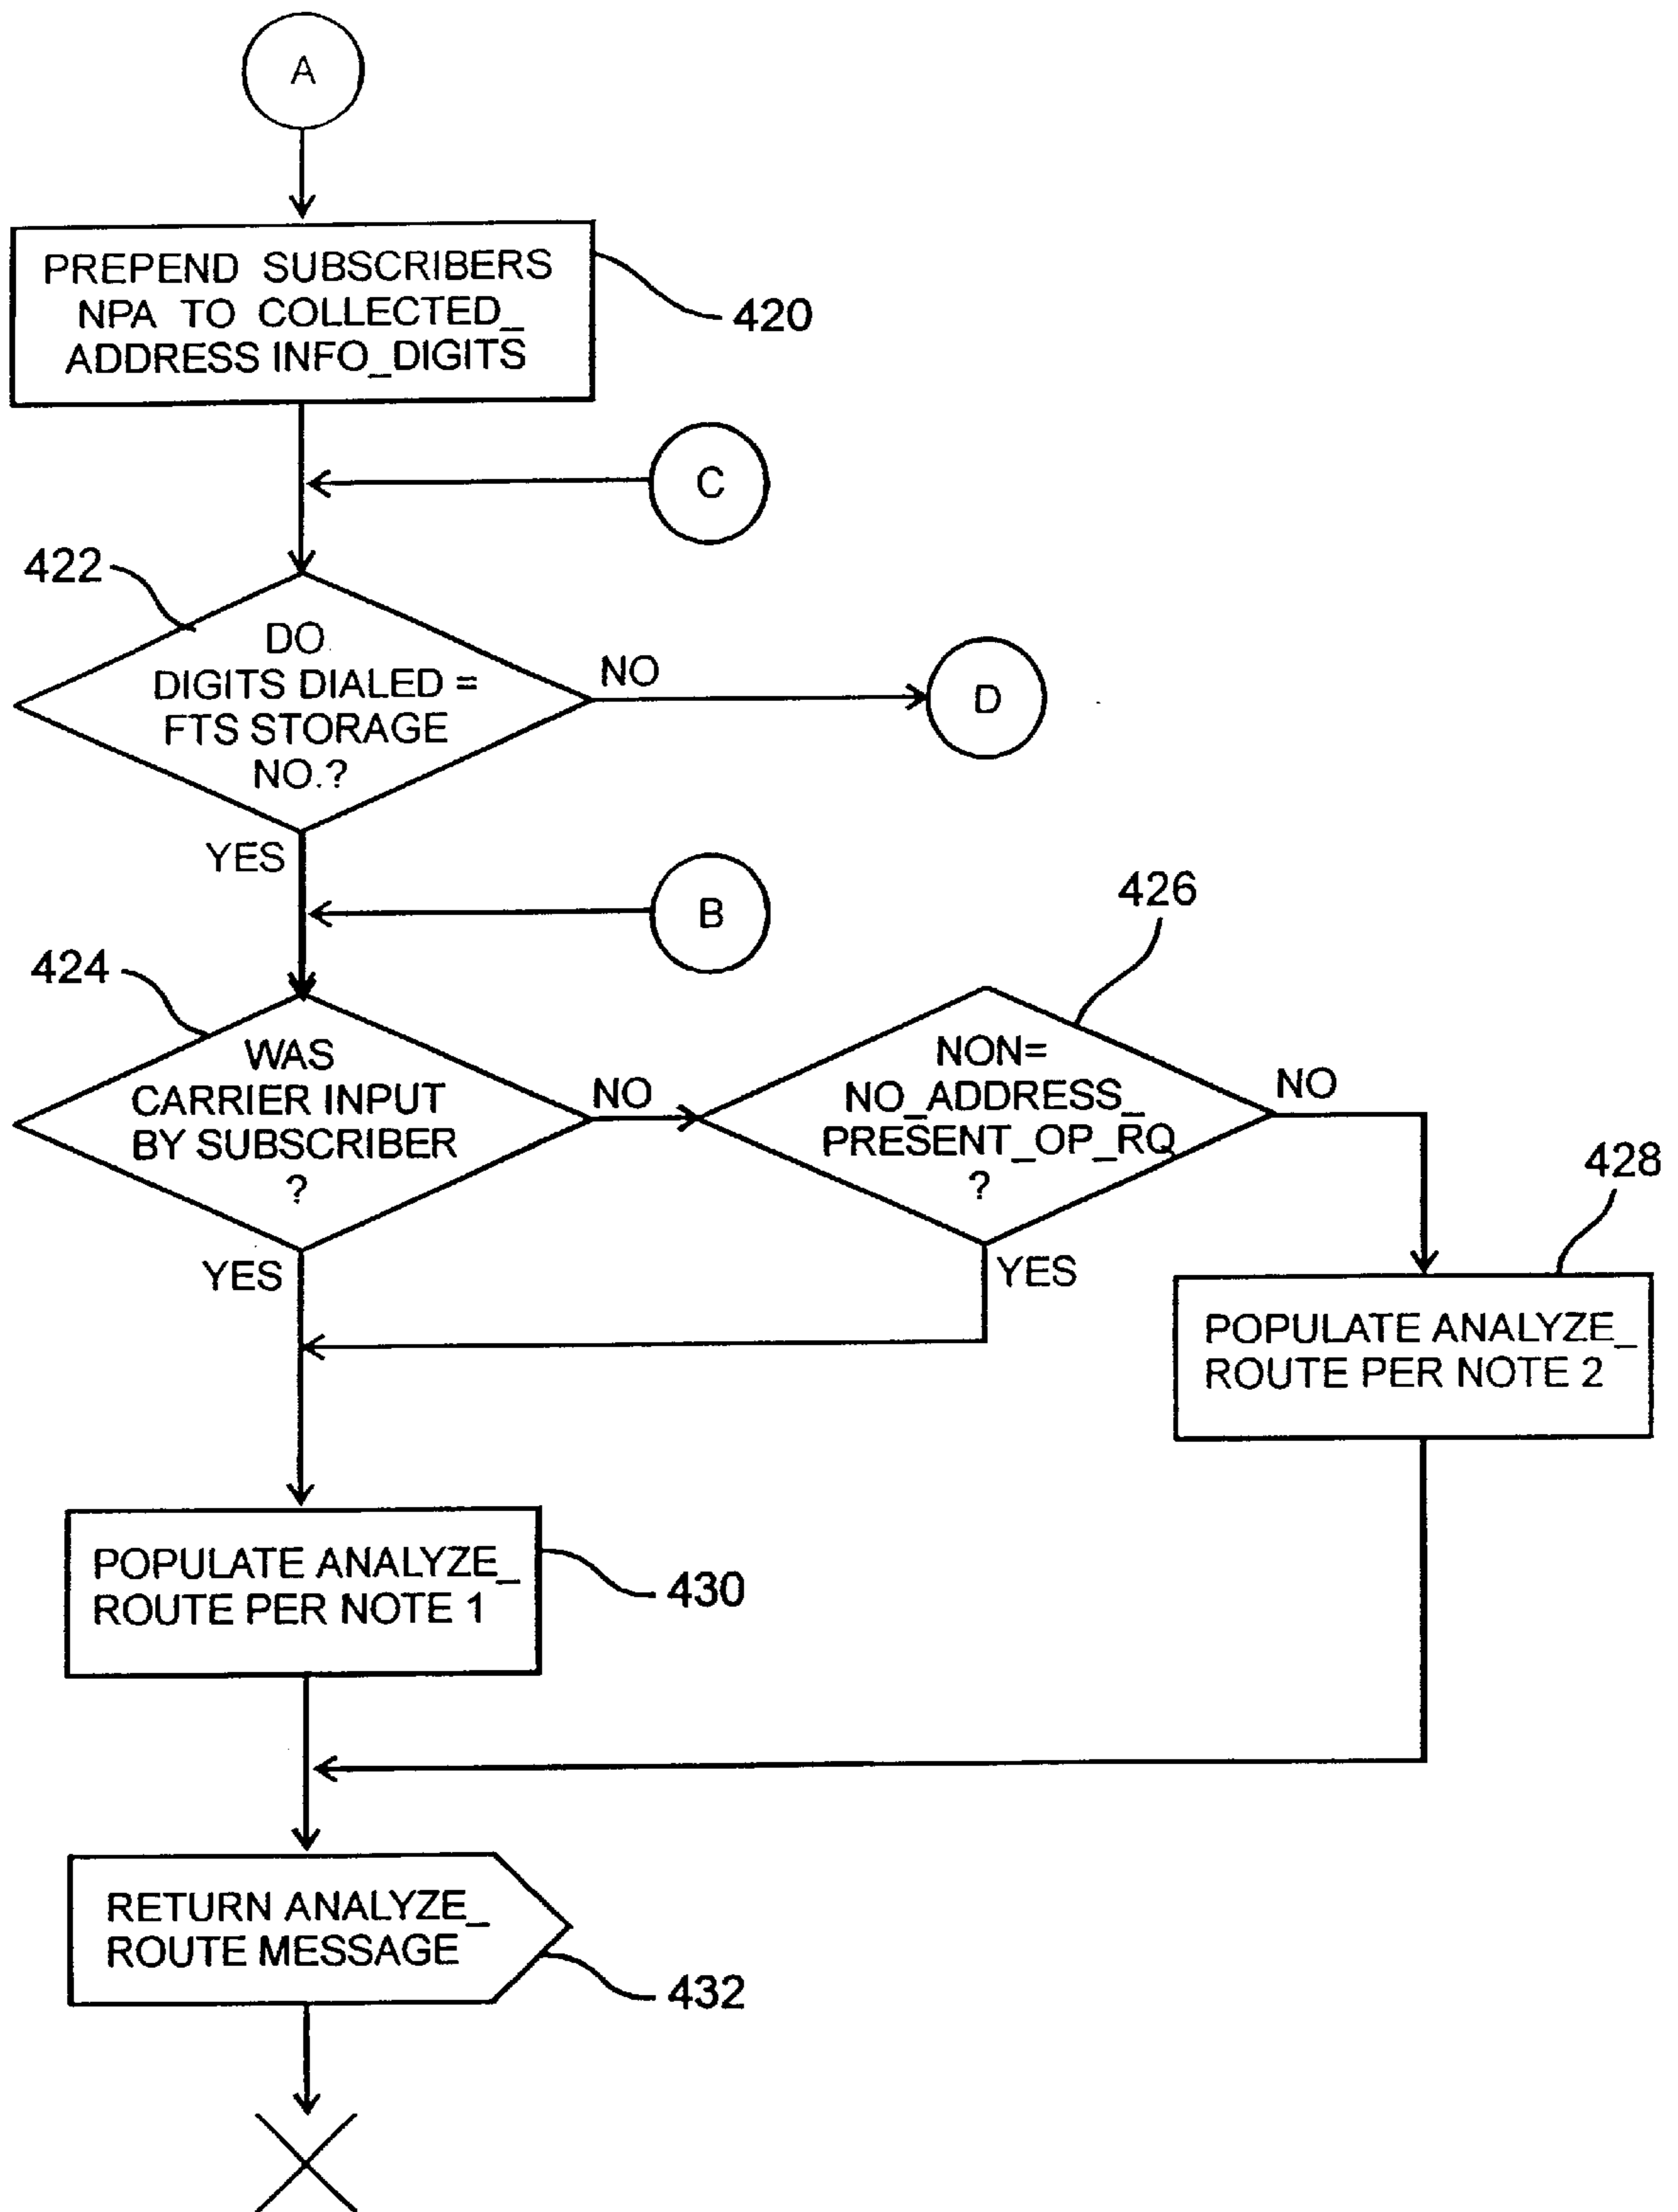 A
PREPEND SUBSCRIBERS
NPA TO COLLECTED_
ADDRESS INFO_DIGITS
420
C
422
DO
DIGITS DIALED =
FTS STORAGE
NO.?
NO
D
YES
B
426
424
WAS
CARRIER INPUT
BY SUBSCRIBER
?
NO
NON=
NO_ADDRESS_
PRESENT_OP_RQ
?
NO
428
YES
YES
POPULATE ANALYZE_
ROUTE PER NOTE 2
POPULATE ANALYZE_
ROUTE PER NOTE 1
430
RETURN ANALYZE_
ROUTE MESSAGE
432